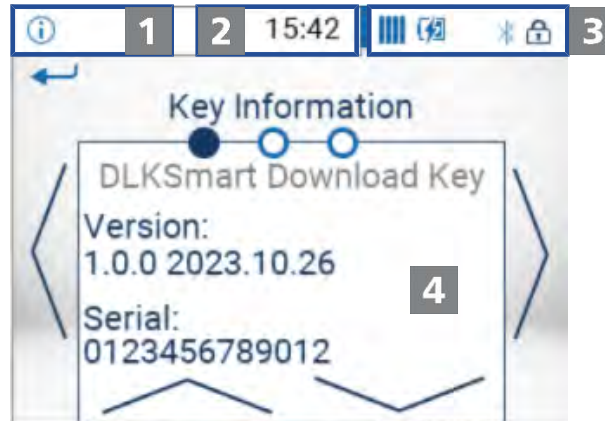 1 2 15:42 3
Key Information
DLKSmart Download Key
Version:
1.0.0 2023.10.26
4
Serial:
0123456789012